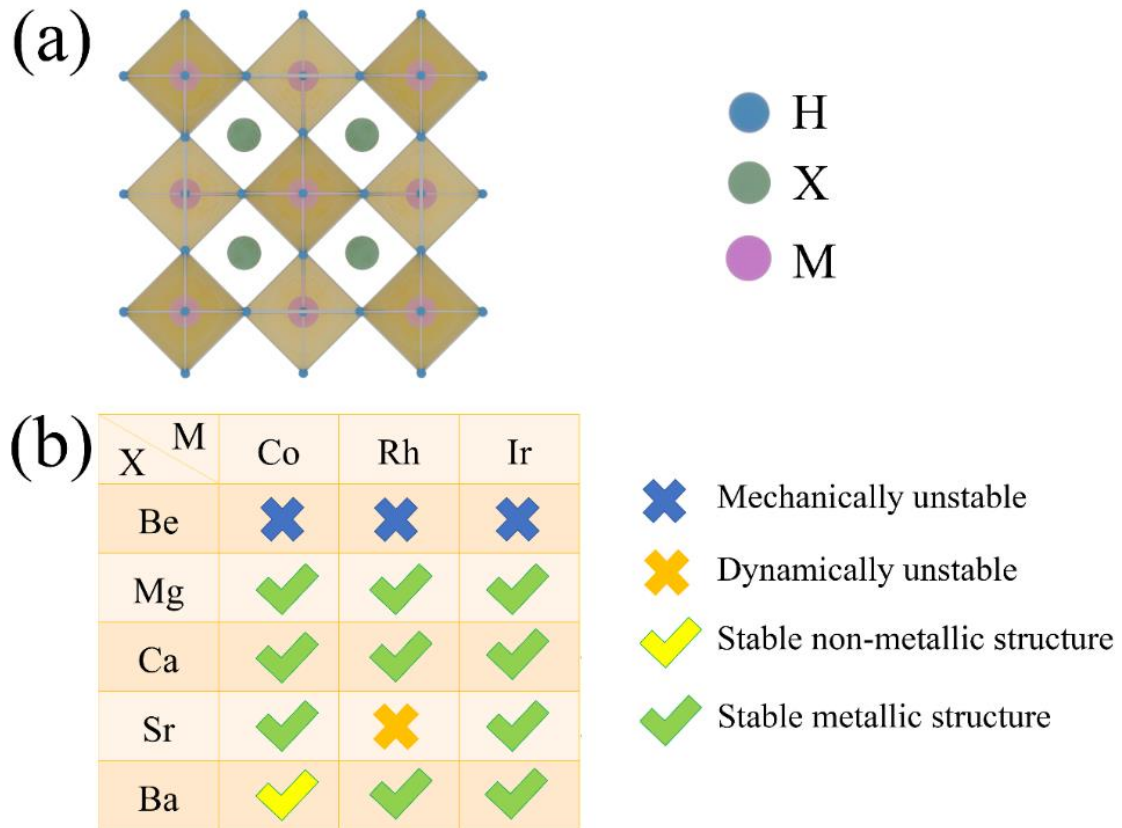 (a)
H
X
M
(b)
X M Co Rh Ir
Be
Mg
Ca
Sr
Ba
Mechanically unstable
Dynamically unstable
Stable non-metallic structure
Stable metallic structure